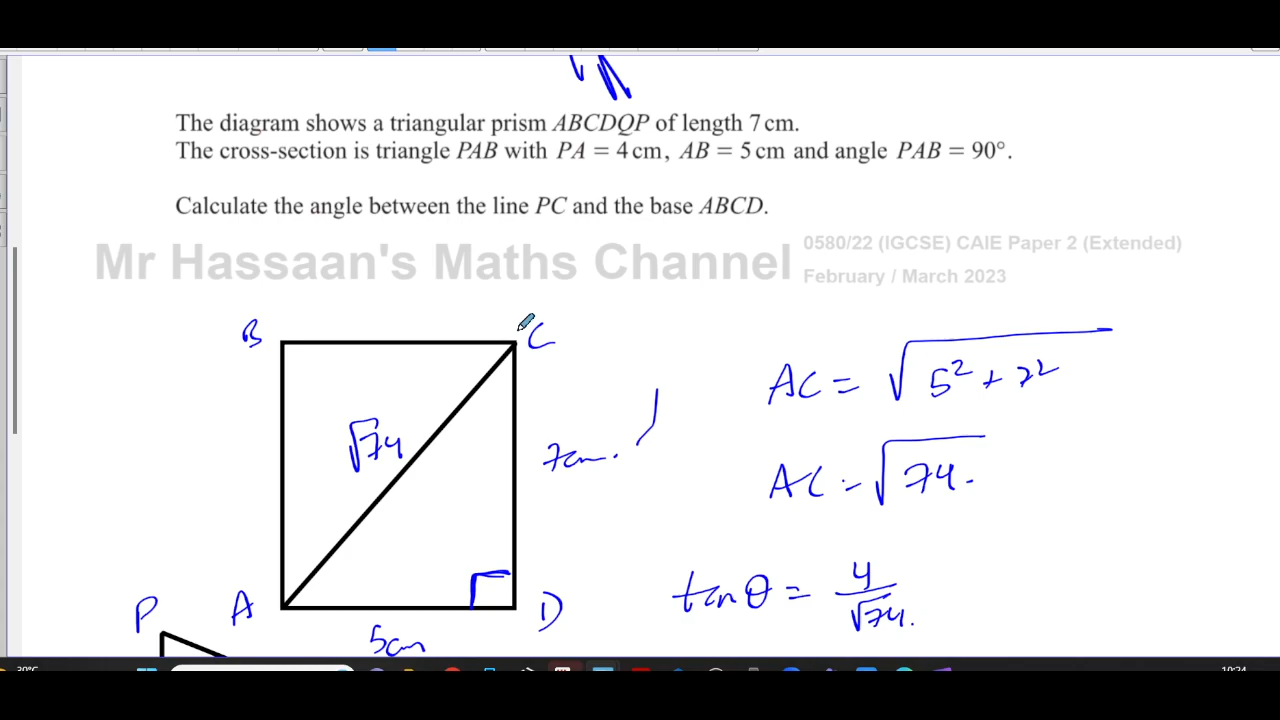 The diagram shows a triangular prism ABCDQP of length 7 cm.
The cross-section is triangle PAB with PA = 4 cm, AB = 5 cm and angle PAB = 90°.
Calculate the angle between the line PC and the base ABCD.
Mr Hassaan's Maths Channel
0580/22 (IGCSE) CAIE Paper 2 (Extended)
February / March 2023
B
C
√74
7cm.
A
D
5cm
P
AC = √5² + 7²
AC = √74.
tan θ = 4/√74.